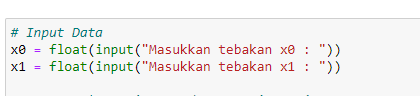 # Input Data
x0 = float(input("Masukkan tebakan x0 : "))
x1 = float(input("Masukkan tebakan x1 : "))